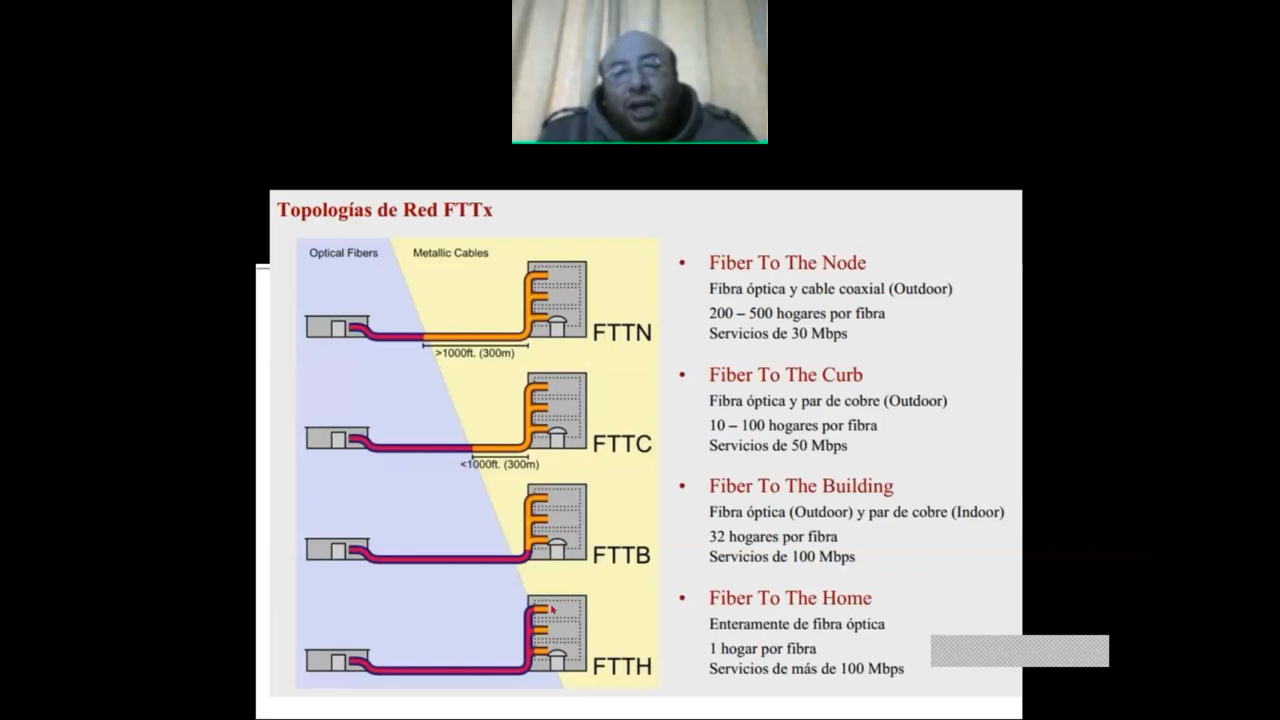 Topologías de Red FTTx
Optical Fibers
Metallic Cables
FTTN
>1000ft. (300m)
FTTC
<1000ft. (300m)
FTTB
FTTH
• Fiber To The Node
Fibra óptica y cable coaxial (Outdoor)
200 – 500 hogares por fibra
Servicios de 30 Mbps
• Fiber To The Curb
Fibra óptica y par de cobre (Outdoor)
10 – 100 hogares por fibra
Servicios de 50 Mbps
• Fiber To The Building
Fibra óptica (Outdoor) y par de cobre (Indoor)
32 hogares por fibra
Servicios de 100 Mbps
• Fiber To The Home
Enteramente de fibra óptica
1 hogar por fibra
Servicios de más de 100 Mbps